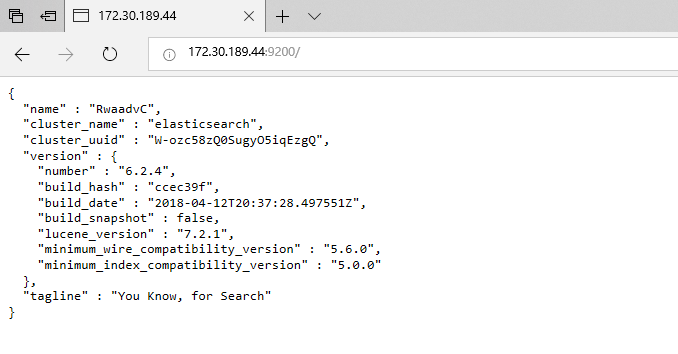 172.30.189.44
172.30.189.44:9200/
{
  "name" : "RwaadvC",
  "cluster_name" : "elasticsearch",
  "cluster_uuid" : "W-ozc58zQ0SugyO5iqEzgQ",
  "version" : {
    "number" : "6.2.4",
    "build_hash" : "ccec39f",
    "build_date" : "2018-04-12T20:37:28.497551Z",
    "build_snapshot" : false,
    "lucene_version" : "7.2.1",
    "minimum_wire_compatibility_version" : "5.6.0",
    "minimum_index_compatibility_version" : "5.0.0"
  },
  "tagline" : "You Know, for Search"
}